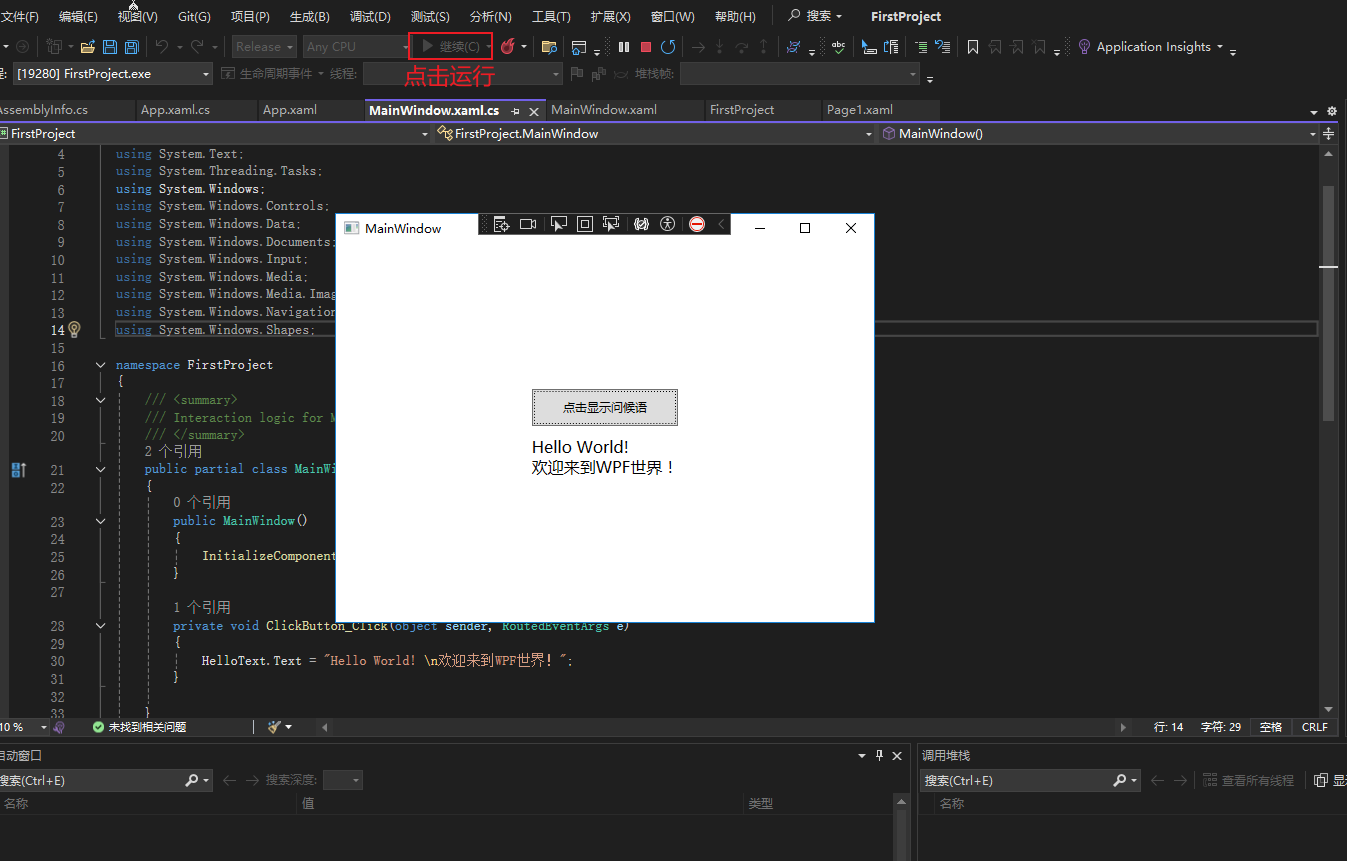 文件(F) 编辑(E) 视图(V) Git(G) 项目(P) 生成(B) 调试(D) 测试(S) 分析(N) 工具(T) 扩展(X) 窗口(W) 帮助(H) 搜索 FirstProject
Release Any CPU 继续(C) Application Insights
[19280] FirstProject.exe 生命周期事件 线程: 堆栈帧:
点击运行
AssemblyInfo.cs App.xaml.cs App.xaml MainWindow.xaml.cs MainWindow.xaml FirstProject Page1.xaml
FirstProject FirstProject.MainWindow MainWindow()
4 using System.Text;
5 using System.Threading.Tasks;
6 using System.Windows;
7 using System.Windows.Controls;
8 using System.Windows.Data;
9 using System.Windows.Documents;
10 using System.Windows.Input;
11 using System.Windows.Media;
12 using System.Windows.Media.Imag
13 using System.Windows.Navigation
14 using System.Windows.Shapes;
15
16 namespace FirstProject
17 {
18 /// <summary>
19 /// Interaction logic for M
20 /// </summary>
2 个引用
21 public partial class MainWi
22 {
0 个引用
23 public MainWindow()
24 {
25 InitializeComponent
26 }
27
1 个引用
28 private void ClickButton_Click(object sender, RoutedEventArgs e)
29 {
30 HelloText.Text = "Hello World! \n欢迎来到WPF世界! ";
31 }
32
33 }
MainWindow
点击显示问候语
Hello World!
欢迎来到WPF世界！
10 % 未找到相关问题 行: 14 字符: 29 空格 CRLF
自动窗口
搜索(Ctrl+E) 搜索深度:
名称 值 类型
调用堆栈
搜索(Ctrl+E) 查看所有线程
名称